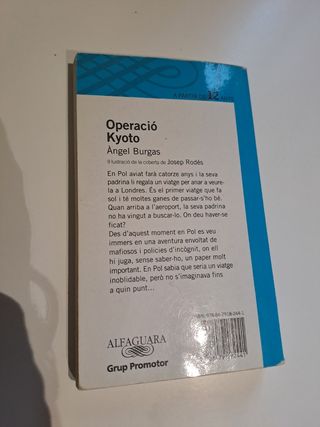 A PARTIR DE 12 ANYS
Operació
Kyoto
Àngel Burgas
Il·lustració de la coberta de Josep Rodés
En Pol aviat farà catorze anys i la seva
padrina li regala un viatge per anar a veure-
la a Londres. És el primer viatge que fa
sol i té moltes ganes de passar-s'ho bé.
Quan arriba a l'aeroport, la seva padrina
no ha vingut a buscar-lo. On deu haver-se
ficat?
Des d'aquest moment en Pol es veu
immers en una aventura envoltat de
mafiosos i policies d'incògnit, on ell
hi juga, sense saber-ho, un paper molt
important. En Pol sabia que seria un viatge
inoblidable, però no s'imaginava fins
a quin punt...
ALFAGUARA
Grup Promotor